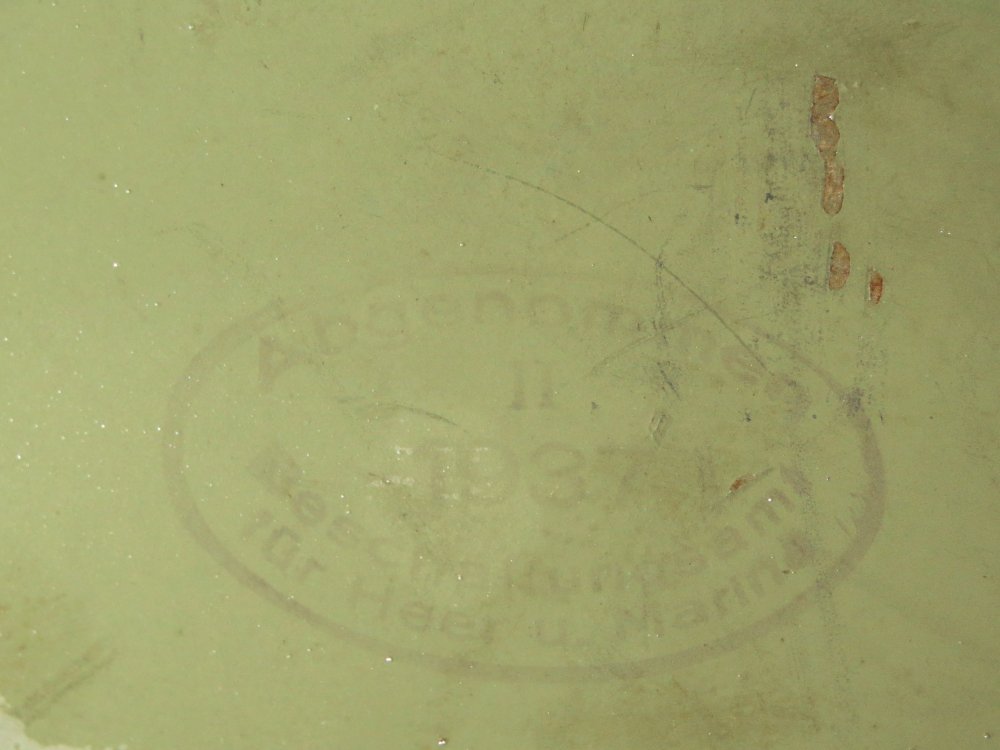 Abgenommen
II
1937
Beschaffungsamt
für Heer u. Marine